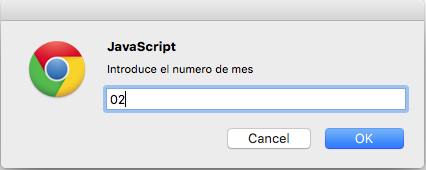 JavaScript
Introduce el numero de mes
02
Cancel
OK